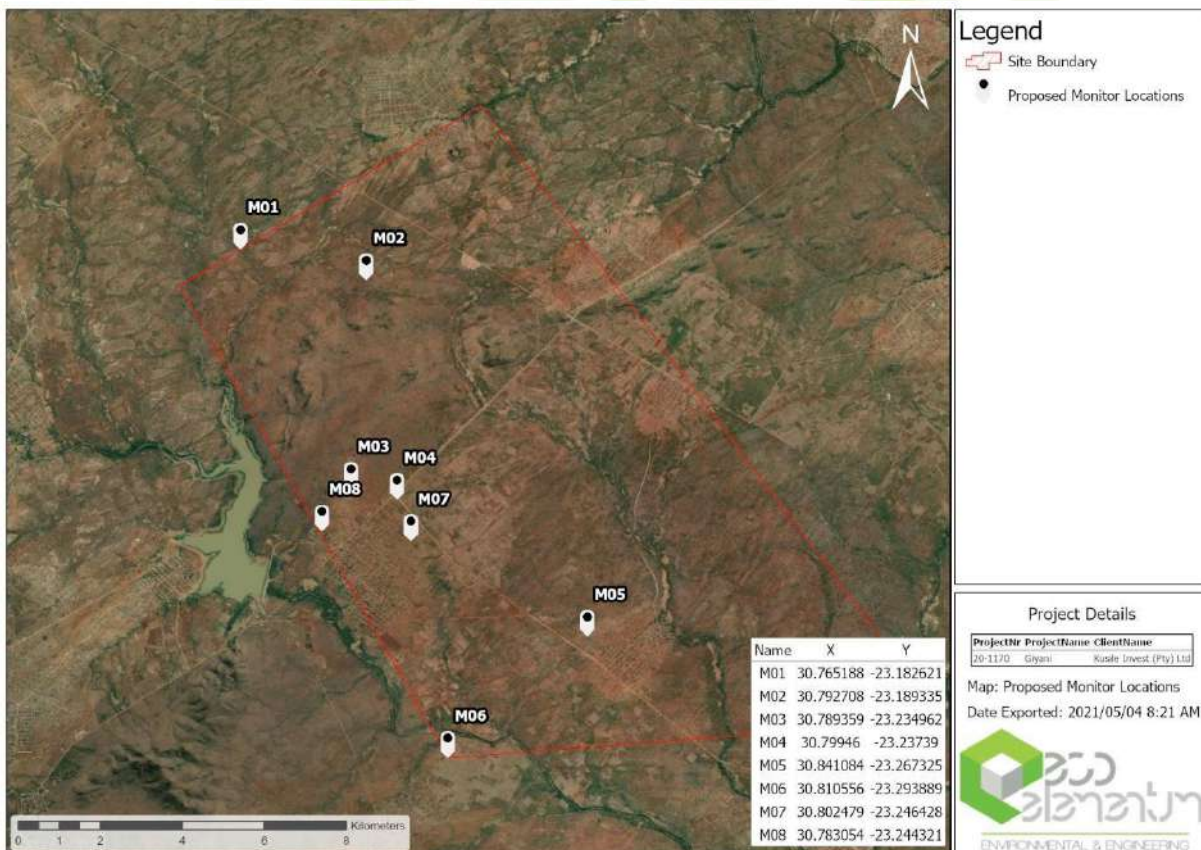 N
M01
M02
M03
M04
M08
M07
M05
M06
Kilometers
0 1 2 4 6 8
Name X Y
M01 30.765188 -23.182621
M02 30.792708 -23.189335
M03 30.789359 -23.234962
M04 30.79946 -23.23739
M05 30.841084 -23.267325
M06 30.810556 -23.293889
M07 30.802479 -23.246428
M08 30.783054 -23.244321
Legend
Site Boundary
Proposed Monitor Locations
Project Details
ProjectNr ProjectName ClientName
20-1170 Giyani Kusile Invest (Pty) Ltd
Map: Proposed Monitor Locations
Date Exported: 2021/05/04 8:21 AM
eco
elementum
ENVIRONMENTAL & ENGINEERING